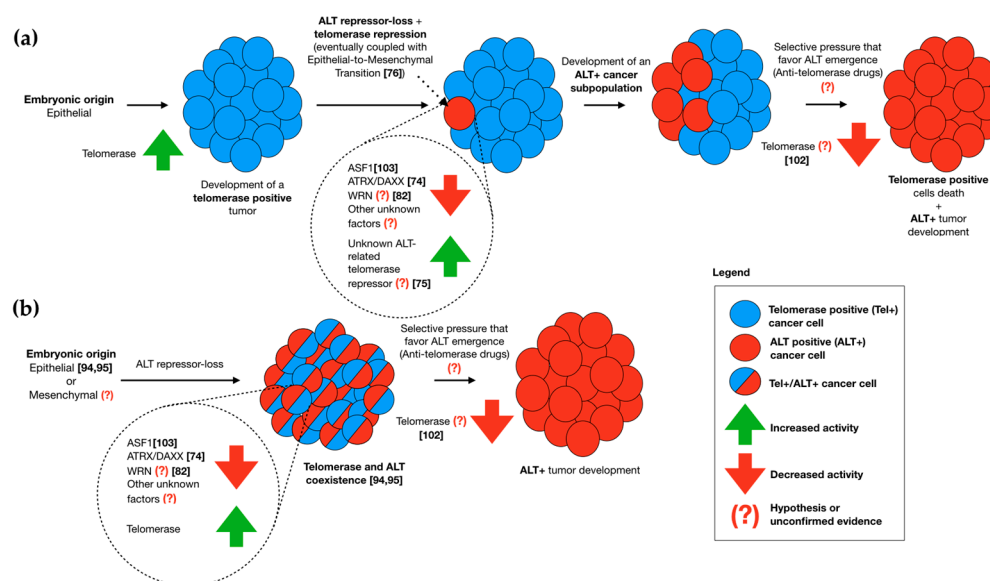 (a)
Embryonic origin
Epithelial
Telomerase
Development of a
telomerase positive
tumor
ALT repressor-loss +
telomerase repression
(eventually coupled with
Epithelial-to-Mesenchymal
Transition [76])
ASF1[103]
ATRX/DAXX [74]
WRN (?) [82]
Other unknown
factors (?)
Unknown ALT-
related
telomerase
repressor (?) [75]
Development of an
ALT+ cancer
subpopulation
Selective pressure that
favor ALT emergence
(Anti-telomerase drugs)
(?)
Telomerase (?)
[102]
Telomerase positive
cells death
+
ALT+ tumor
development
(b)
Embryonic origin
Epithelial [94,95]
or
Mesenchymal (?)
ALT repressor-loss
ASF1[103]
ATRX/DAXX [74]
WRN (?) [82]
Other unknown
factors (?)
Telomerase
Telomerase and ALT
coexistence [94,95]
Selective pressure that
favor ALT emergence
(Anti-telomerase drugs)
(?)
Telomerase (?)
[102]
ALT+ tumor development
Legend
Telomerase positive (Tel+)
cancer cell
ALT positive (ALT+)
cancer cell
Tel+/ALT+ cancer cell
Increased activity
Decreased activity
(?)
Hypothesis or
unconfirmed evidence